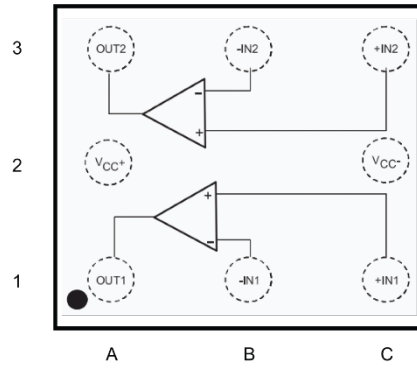 3 OUT2 -IN2 +IN2
-
+
2 VCC+ VCC-
+
-
1 OUT1 -IN1 +IN1
A B C